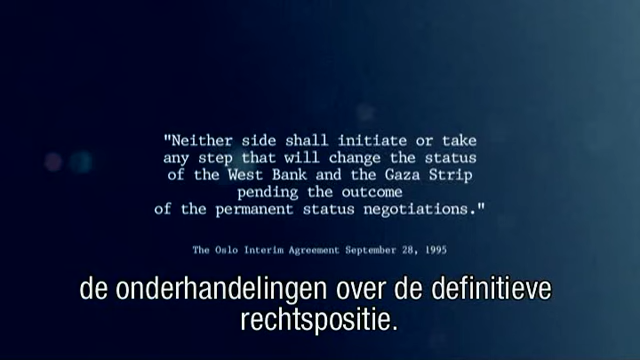 "Neither side shall initiate or take
any step that will change the status
of the West Bank and the Gaza Strip
pending the outcome
of the permanent status negotiations."
The Oslo Interim Agreement September 28, 1995
de onderhandelingen over de definitieve
rechtspositie.